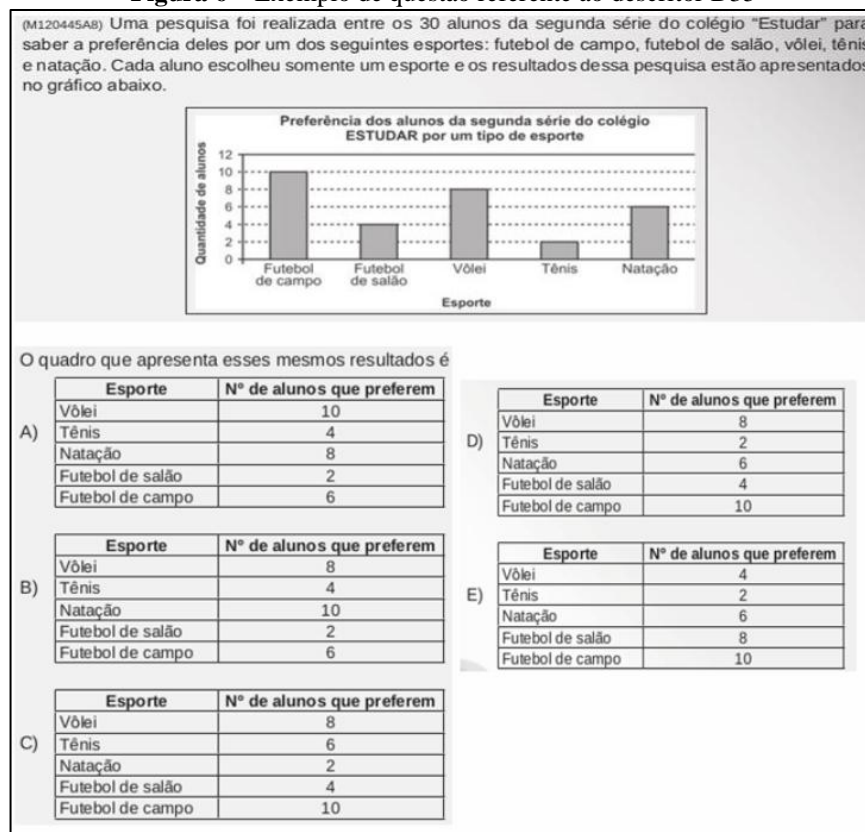 (M120445A8) Uma pesquisa foi realizada entre os 30 alunos da segunda série do colégio "Estudar" para
saber a preferência deles por um dos seguintes esportes: futebol de campo, futebol de salão, vôlei, tênis
e natação. Cada aluno escolheu somente um esporte e os resultados dessa pesquisa estão apresentados
no gráfico abaixo.
Preferência dos alunos da segunda série do colégio
ESTUDAR por um tipo de esporte
Quantidade de alunos
12
10
8
6
4
2
0
Futebol de campo
Futebol de salão
Vôlei
Tênis
Natação
Esporte
O quadro que apresenta esses mesmos resultados é
A)
Esporte Nº de alunos que preferem
Vôlei 10
Tênis 4
Natação 8
Futebol de salão 2
Futebol de campo 6
B)
Esporte Nº de alunos que preferem
Vôlei 8
Tênis 4
Natação 10
Futebol de salão 2
Futebol de campo 6
C)
Esporte Nº de alunos que preferem
Vôlei 8
Tênis 6
Natação 2
Futebol de salão 4
Futebol de campo 10
D)
Esporte Nº de alunos que preferem
Vôlei 8
Tênis 2
Natação 6
Futebol de salão 4
Futebol de campo 10
E)
Esporte Nº de alunos que preferem
Vôlei 4
Tênis 2
Natação 6
Futebol de salão 8
Futebol de campo 10